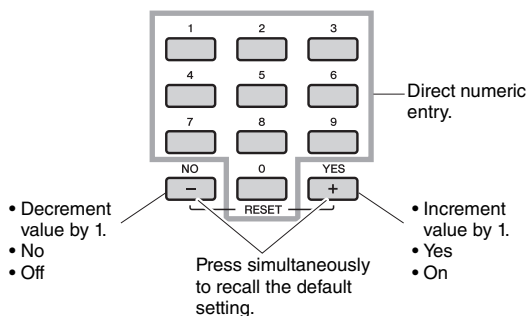 1 2 3
4 5 6
Direct numeric
entry.
7 8 9
NO 0 YES
– +
RESET
• Decrement
value by 1.
• No
• Off
Press simultaneously
to recall the default
setting.
• Increment
value by 1.
• Yes
• On